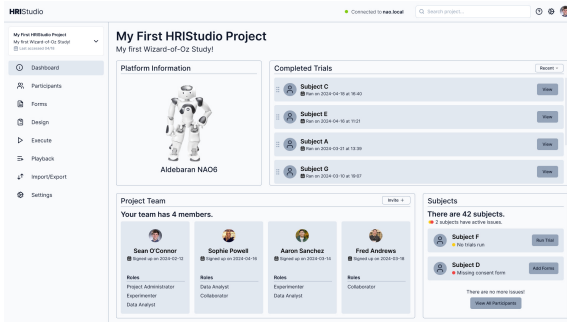 HRIStudio
Connected to nao.local
Search project...
My First HRIStudio Project
My first Wizard-of-Oz Study!
Last accessed 04/19
Dashboard
Participants
Forms
Design
Execute
Playback
Import/Export
Settings
My First HRIStudio Project
My first Wizard-of-Oz Study!
Platform Information
Aldebaran NAO6
Completed Trials
Recent
Subject C
Ran on 2024-04-18 at 16:40
View
Subject E
Ran on 2024-04-16 at 11:21
View
Subject A
Ran on 2024-03-21 at 13:39
View
Subject G
Ran on 2024-03-10 at 19:07
View
Project Team
Invite +
Your team has 4 members.
Sean O'Connor
Signed up on 2024-02-12
Roles
Project Administrator
Experimenter
Data Analyst
Sophie Powell
Signed up on 2024-04-16
Roles
Data Analyst
Collaborator
Aaron Sanchez
Signed up on 2024-03-14
Roles
Experimenter
Data Analyst
Fred Andrews
Signed up on 2024-03-18
Roles
Collaborator
Subjects
There are 42 subjects.
2 subjects have active issues.
Subject F
No trials run
Run Trial
Subject D
Missing consent form
Add Forms
There are no more issues!
View All Participants